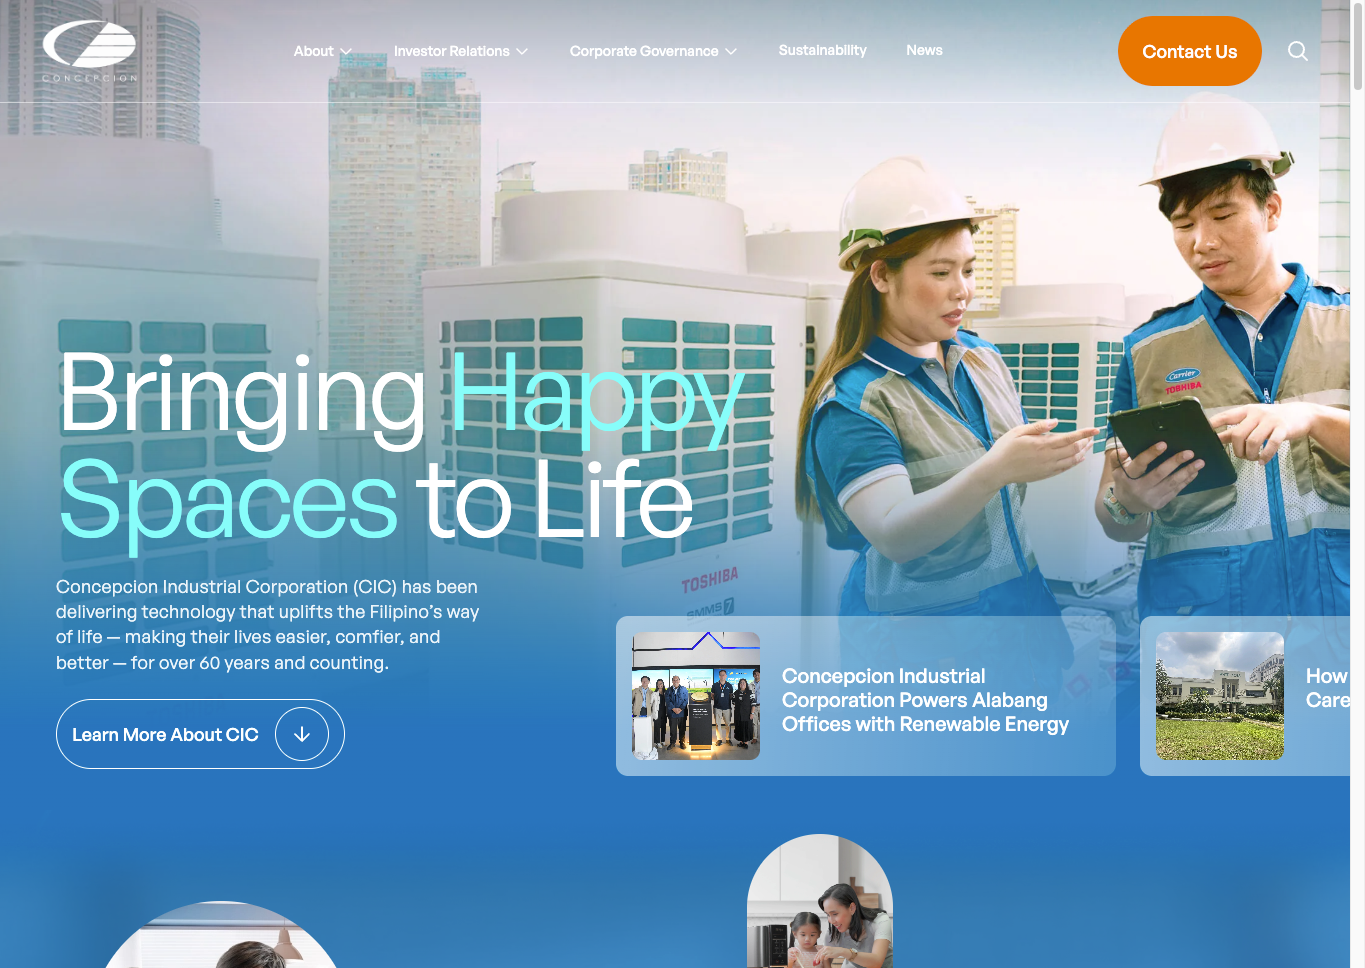 CONCEPCION
About
Investor Relations
Corporate Governance
Sustainability
News
Contact Us
Carrier
TOSHIBA
Bringing Happy
Spaces to Life
TOSHIBA
SMMS 7
Concepcion Industrial Corporation (CIC) has been
delivering technology that uplifts the Filipino’s way
of life — making their lives easier, comfier, and
better — for over 60 years and counting.
Learn More About CIC
Concepcion Industrial
Corporation Powers Alabang
Offices with Renewable Energy
How
Care